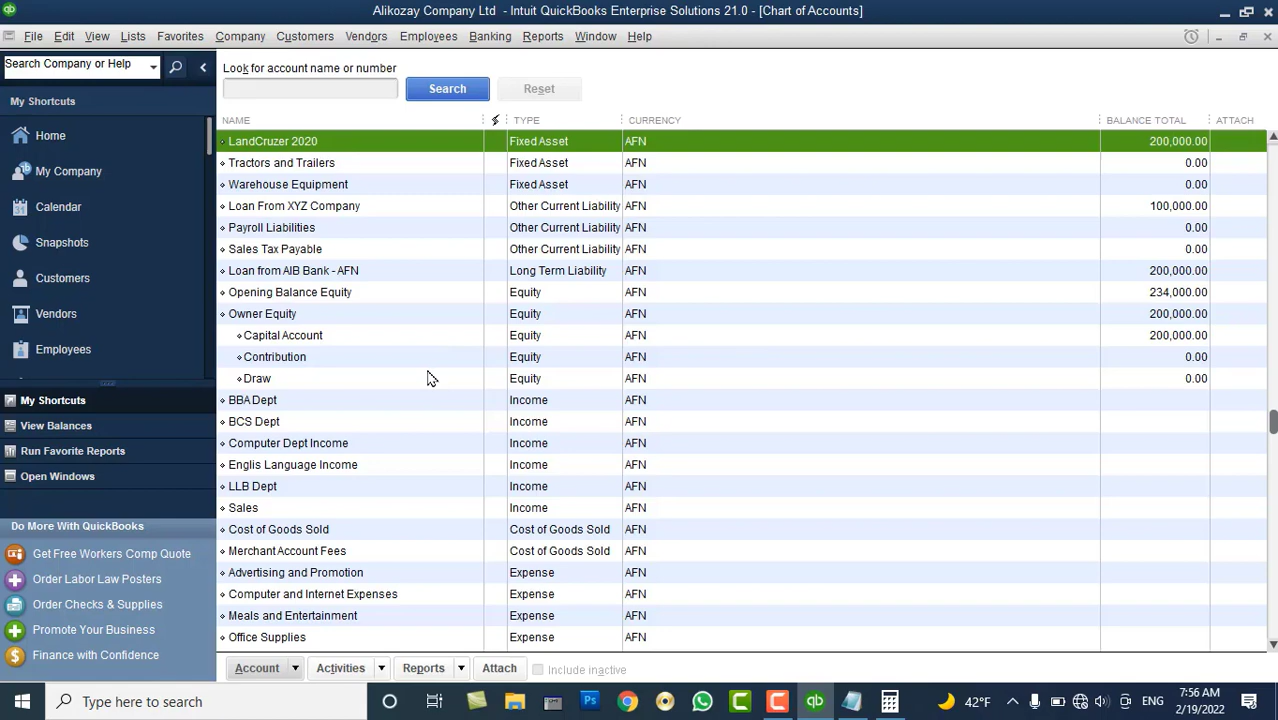 Alikozay Company Ltd - Intuit QuickBooks Enterprise Solutions 21.0 - [Chart of Accounts]
File Edit View Lists Favorites Company Customers Vendors Employees Banking Reports Window Help
Search Company or Help
My Shortcuts
Home
My Company
Calendar
Snapshots
Customers
Vendors
Employees
My Shortcuts
View Balances
Run Favorite Reports
Open Windows
Do More With QuickBooks
Get Free Workers Comp Quote
Order Labor Law Posters
Order Checks & Supplies
Promote Your Business
Finance with Confidence
Look for account name or number
Search Reset
NAME TYPE CURRENCY BALANCE TOTAL ATTACH
LandCruzer 2020 Fixed Asset AFN 200,000.00
Tractors and Trailers Fixed Asset AFN 0.00
Warehouse Equipment Fixed Asset AFN 0.00
Loan From XYZ Company Other Current Liability AFN 100,000.00
Payroll Liabilities Other Current Liability AFN 0.00
Sales Tax Payable Other Current Liability AFN 0.00
Loan from AIB Bank - AFN Long Term Liability AFN 200,000.00
Opening Balance Equity Equity AFN 234,000.00
Owner Equity Equity AFN 200,000.00
Capital Account Equity AFN 200,000.00
Contribution Equity AFN 0.00
Draw Equity AFN 0.00
BBA Dept Income AFN
BCS Dept Income AFN
Computer Dept Income Income AFN
Englis Language Income Income AFN
LLB Dept Income AFN
Sales Income AFN
Cost of Goods Sold Cost of Goods Sold AFN
Merchant Account Fees Cost of Goods Sold AFN
Advertising and Promotion Expense AFN
Computer and Internet Expenses Expense AFN
Meals and Entertainment Expense AFN
Office Supplies Expense AFN
Account Activities Reports Attach Include inactive
Type here to search
42°F ENG 7:56 AM
2/19/2022